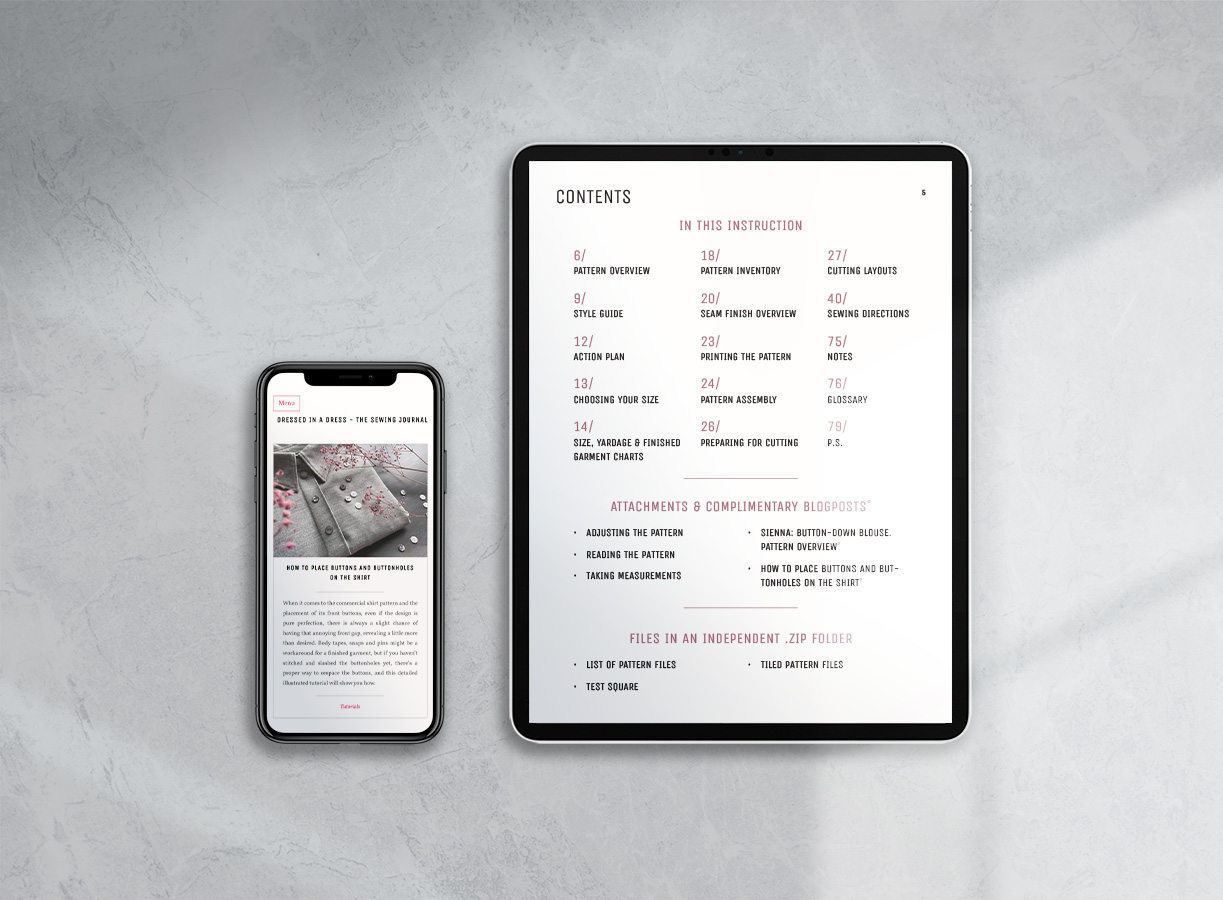 Menu
DRESSED IN A DRESS - THE SEWING JOURNAL
HOW TO PLACE BUTTONS AND BUTTONHOLES
ON THE SHIRT
When it comes to the commercial shirt pattern and the
placement of its front buttons, even if the design is
pure perfection, there is always a slight chance of
having that annoying front gap, revealing a little more
than desired. Body tapes, snaps and pins might be a
workaround for a finished garment, but if you haven't
stitched and slashed the buttonholes yet, there's a
proper way to respace the buttons, and this detailed
illustrated tutorial will show you how.
Tutorials
CONTENTS
5
IN THIS INSTRUCTION
6/
PATTERN OVERVIEW
9/
STYLE GUIDE
12/
ACTION PLAN
13/
CHOOSING YOUR SIZE
14/
SIZE, YARDAGE & FINISHED
GARMENT CHARTS
18/
PATTERN INVENTORY
20/
SEAM FINISH OVERVIEW
23/
PRINTING THE PATTERN
24/
PATTERN ASSEMBLY
26/
PREPARING FOR CUTTING
27/
CUTTING LAYOUTS
40/
SEWING DIRECTIONS
75/
NOTES
76/
GLOSSARY
79/
P.S.
ATTACHMENTS & COMPLIMENTARY BLOGPOSTS*
• ADJUSTING THE PATTERN
• READING THE PATTERN
• TAKING MEASUREMENTS
• SIENNA: BUTTON-DOWN BLOUSE.
PATTERN OVERVIEW*
• HOW TO PLACE BUTTONS AND BUT-
TONHOLES ON THE SHIRT*
FILES IN AN INDEPENDENT .ZIP FOLDER
• LIST OF PATTERN FILES
• TEST SQUARE
• TILED PATTERN FILES